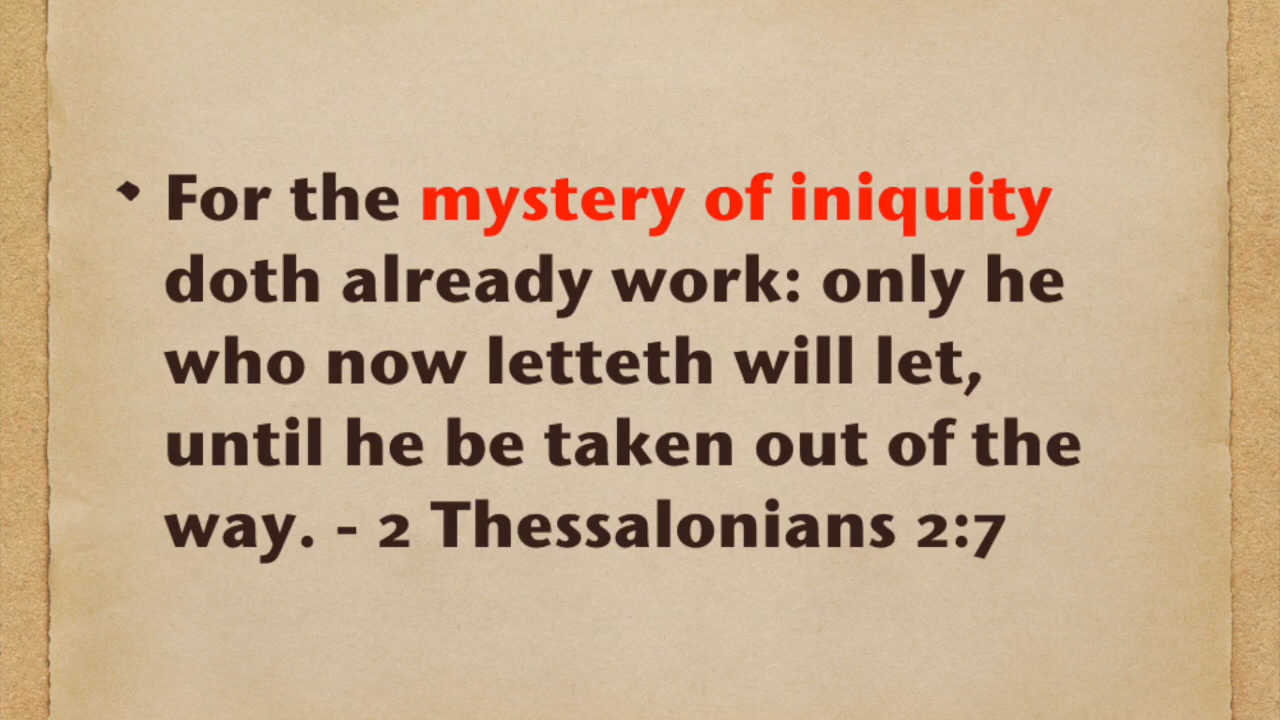 For the mystery of iniquity
doth already work: only he
who now letteth will let,
until he be taken out of the
way. - 2 Thessalonians 2:7